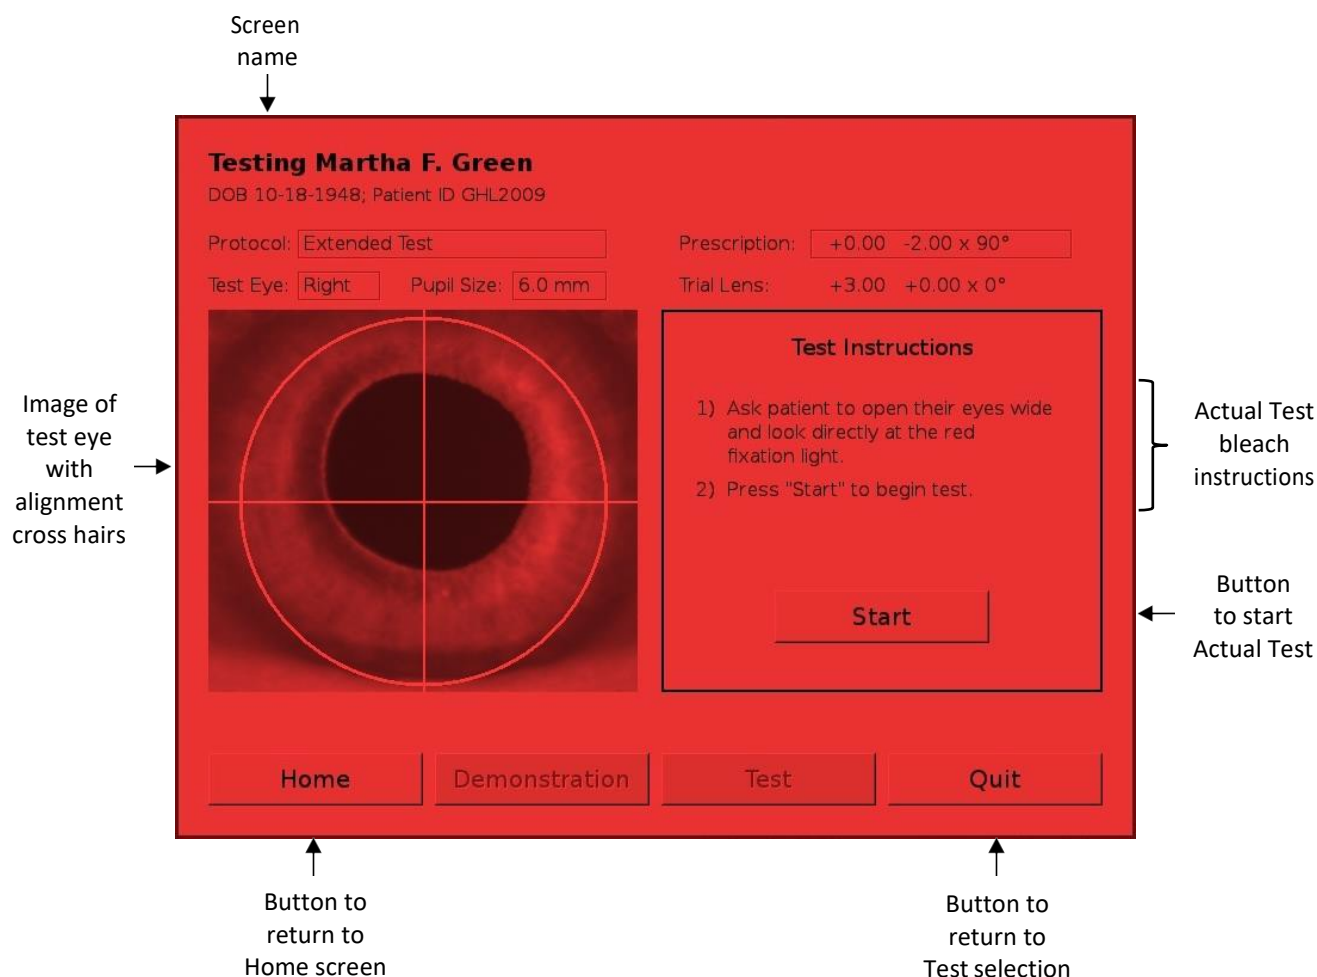 Screen
name
Testing Martha F. Green
DOB 10-18-1948; Patient ID GHL2009
Protocol: Extended Test
Prescription: +0.00 -2.00 x 90°
Test Eye: Right Pupil Size: 6.0 mm
Trial Lens: +3.00 +0.00 x 0°
Image of
test eye
with
alignment
cross hairs
Test Instructions
1) Ask patient to open their eyes wide
and look directly at the red
fixation light.
2) Press "Start" to begin test.
Start
Actual Test
bleach
instructions
Button
to start
Actual Test
Home
Demonstration
Test
Quit
Button to
return to
Home screen
Button to
return to
Test selection